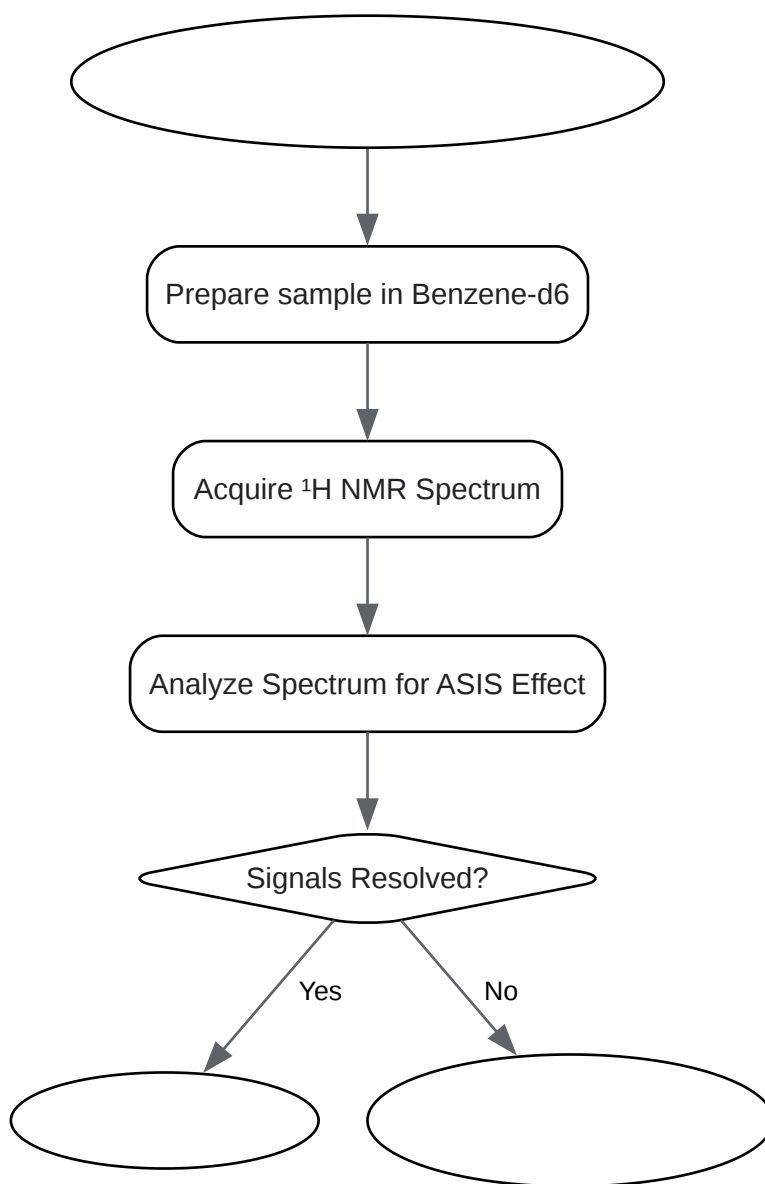 Prepare sample in Benzene-d6
Acquire ¹H NMR Spectrum
Analyze Spectrum for ASIS Effect
Signals Resolved?
Yes
No